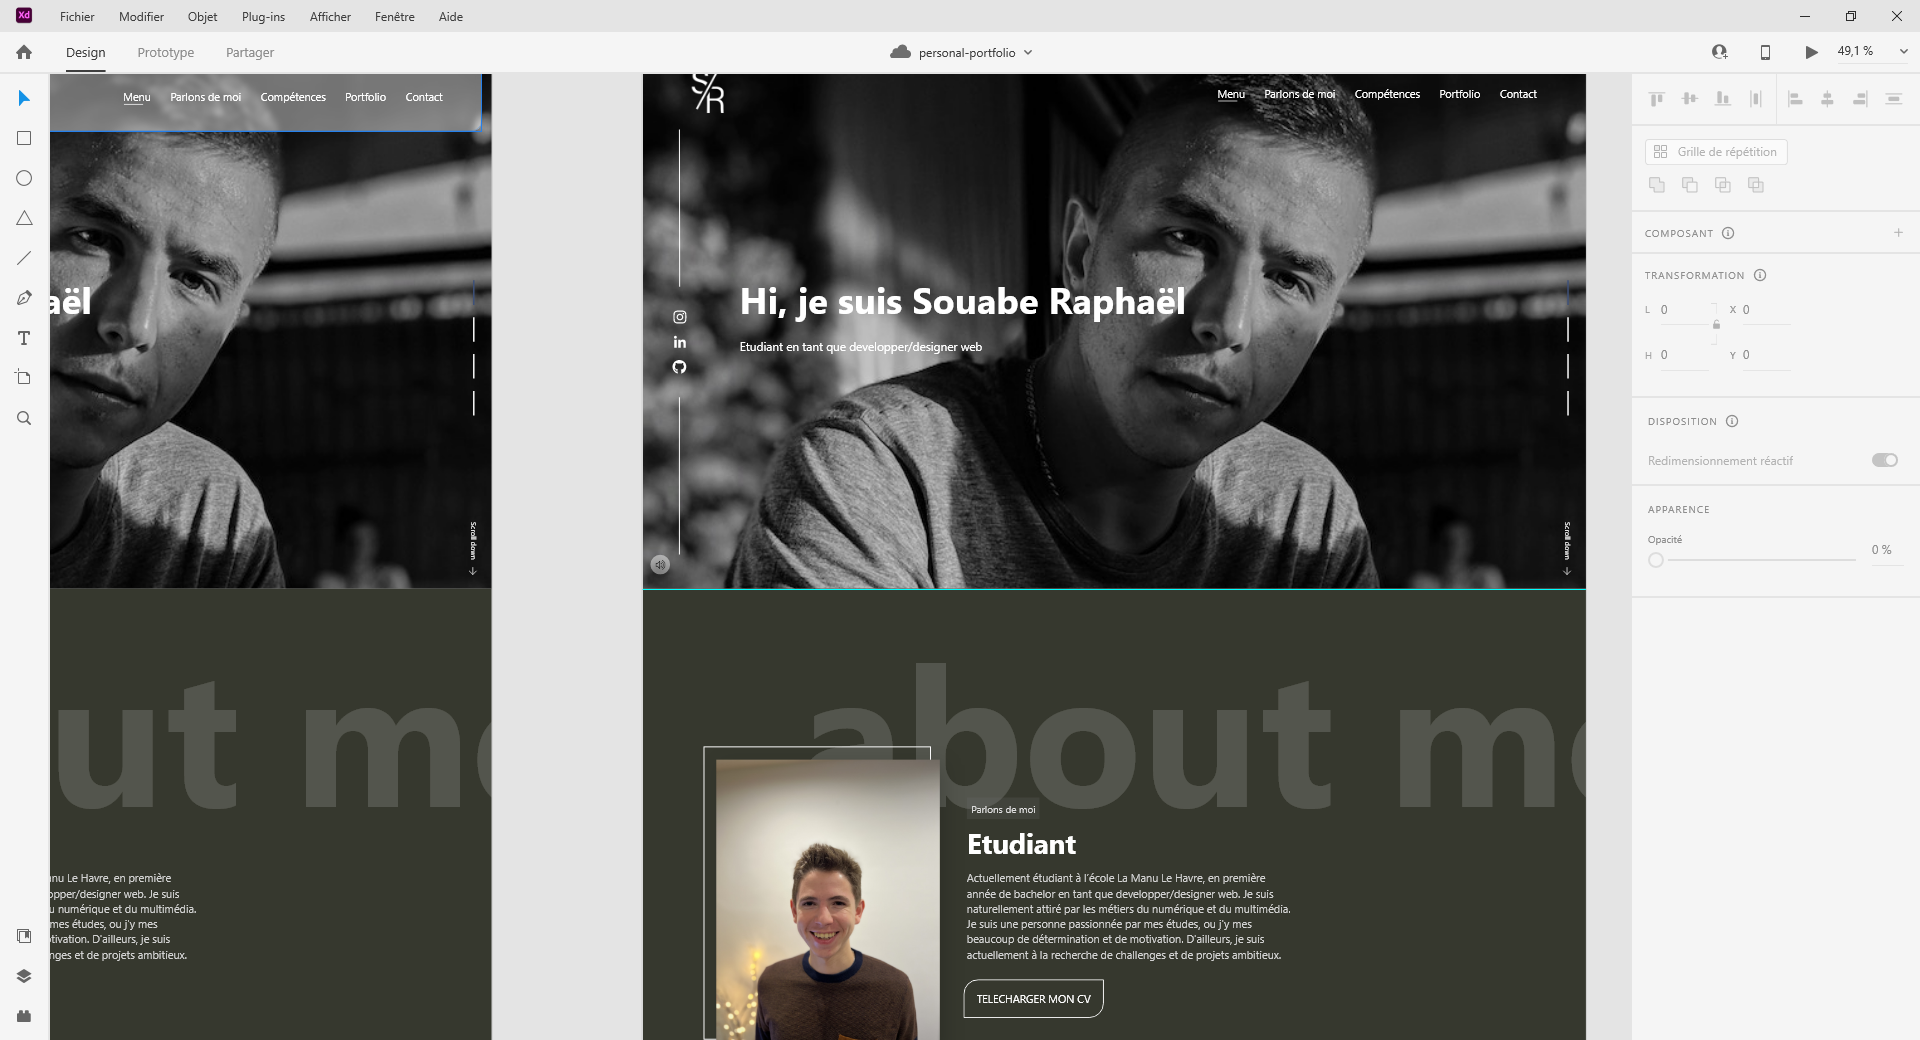 Xd Fichier Modifier Objet Plug-ins Afficher Fenêtre Aide
Design Prototype Partager personal-portfolio 49,1 %
Menu Parlons de moi Compétences Portfolio Contact
aël
Scroll down
ut m
nu Le Havre, en première
opper/designer web. Je suis
u numérique et du multimédia.
mes études, ou j'y mes
otivation. D'ailleurs, je suis
nges et de projets ambitieux.
S/R
Menu Parlons de moi Compétences Portfolio Contact
Hi, je suis Souabe Raphaël
Etudiant en tant que developper/designer web
Scroll down
about me
Parlons de moi
Etudiant
Actuellement étudiant à l'école La Manu Le Havre, en première
année de bachelor en tant que developper/designer web. Je suis
naturellement attiré par les métiers du numérique et du multimédia.
Je suis une personne passionnée par mes études, ou j'y mes
beaucoup de détermination et de motivation. D'ailleurs, je suis
actuellement à la recherche de challenges et de projets ambitieux.
TELECHARGER MON CV
Grille de répétition
COMPOSANT
TRANSFORMATION
L 0 X 0
H 0 Y 0
DISPOSITION
Redimensionnement réactif
APPARENCE
Opacité
0 %